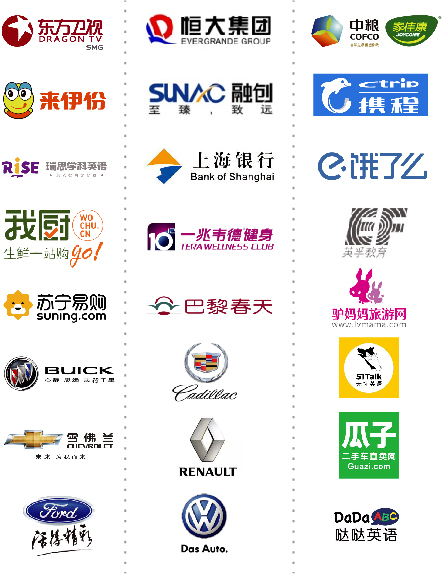 东方卫视
DRAGON TV
SMG
恒大集团
EVERGRANDE GROUP
中粮
COFCO
家佳康
JOYCOME
来伊份
SUNAC 融创
至臻，致远
ctrip
携程
RiSE 瑞思学科英语
上海银行
Bank of Shanghai
e·饿了么
我厨
WO
CHU.
CN
生鲜一站购 go!
10 一兆韦德健身
TERA WELLNESS CLUB
EF
英孚教育
苏宁易购
suning.com
巴黎春天
驴妈妈旅游网
www.lvmama.com
BUICK
Cadillac
51Talk
雪佛兰
CHEVROLET
RENAULT
瓜子
二手车直卖网
Guazi.com
Ford
Das Auto.
DaDa ABC
哒哒英语